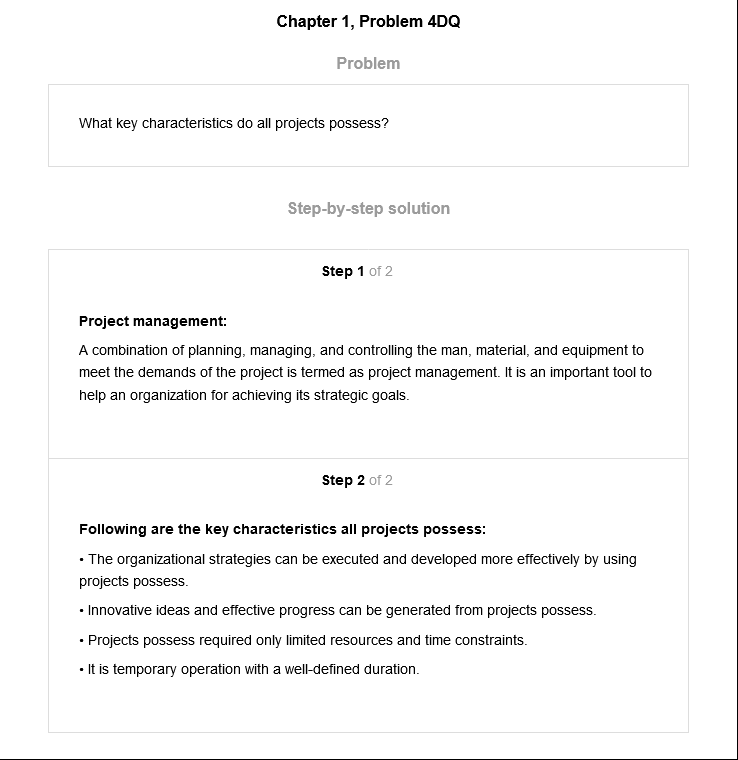 Chapter 1, Problem 4DQ
Problem
What key characteristics do all projects possess?
Step-by-step solution
Step 1 of 2
Project management:
A combination of planning, managing, and controlling the man, material, and equipment to
meet the demands of the project is termed as project management. It is an important tool to
help an organization for achieving its strategic goals.
Step 2 of 2
Following are the key characteristics all projects possess:
• The organizational strategies can be executed and developed more effectively by using
projects possess.
• Innovative ideas and effective progress can be generated from projects possess.
• Projects possess required only limited resources and time constraints.
• It is temporary operation with a well-defined duration.